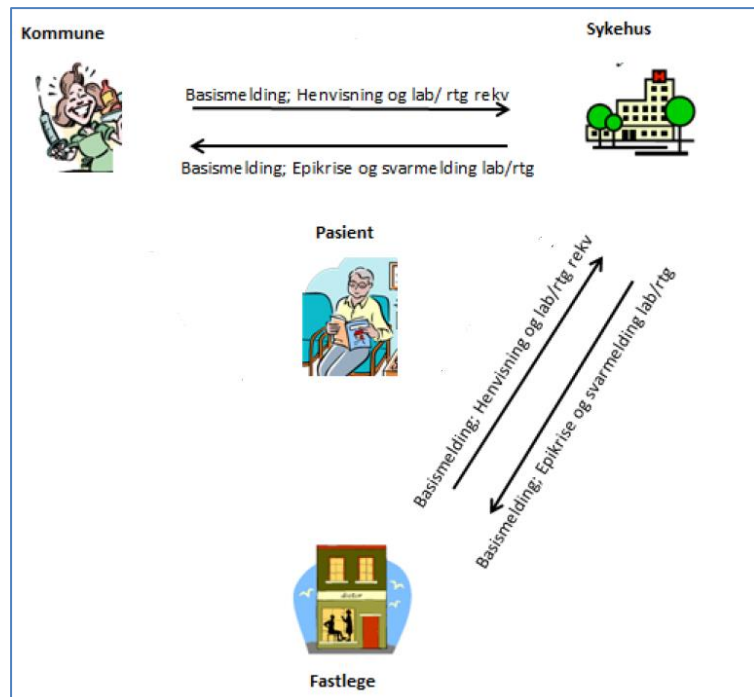 Kommune
Sykehus
Basismelding; Henvisning og lab/ rtg rekv
Basismelding; Epikrise og svarmelding lab/rtg
Pasient
Basismelding; Henvisning og lab/rtg rekv
Basismelding; Epikrise og svarmelding lab/rtg
H
doctor
Fastlege